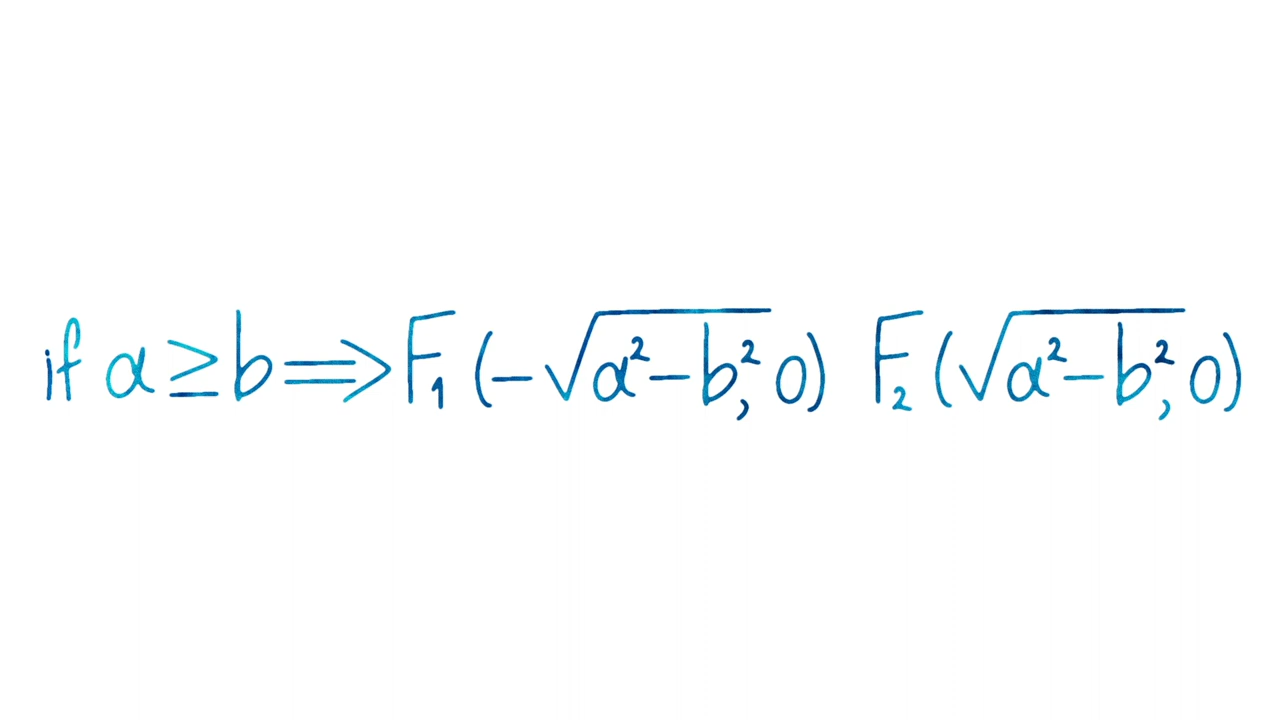 if a ≥ b ⟹ F₁ (-√(a²-b²), 0) F₂ (√(a²-b²), 0)